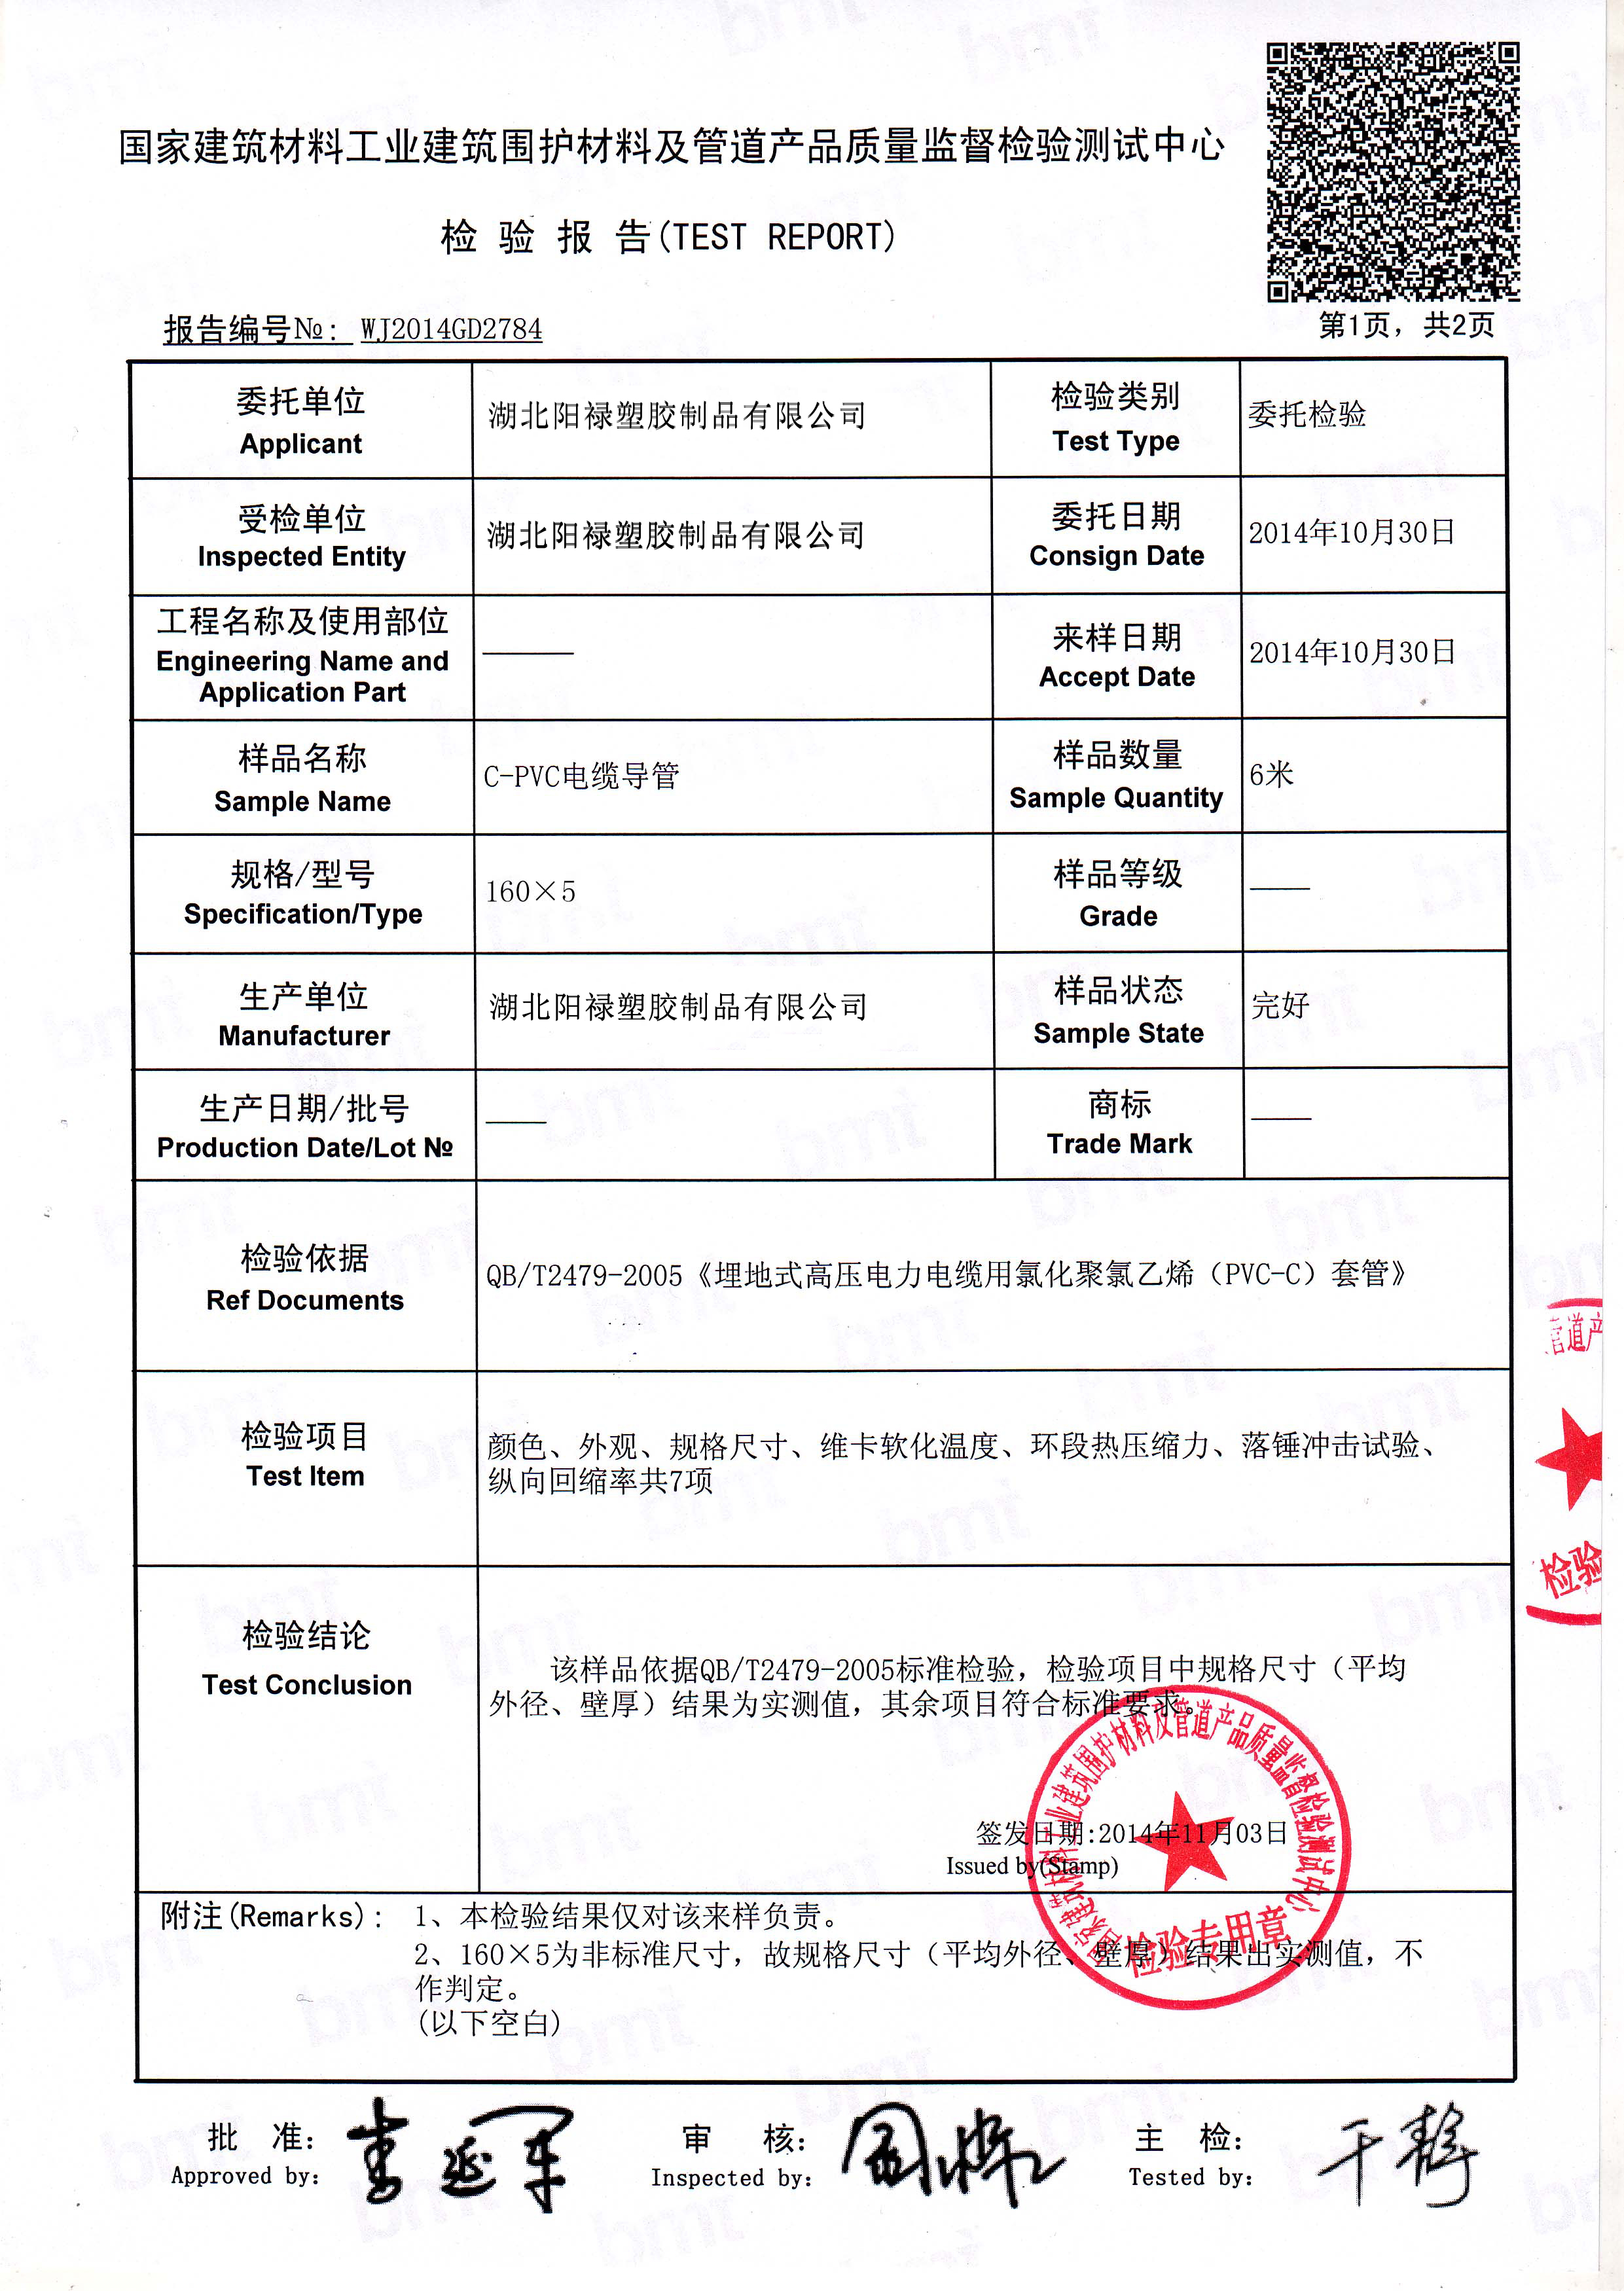 国家建筑材料工业建筑围护材料及管道产品质量监督检验测试中心
检 验 报 告(TEST REPORT)
报告编号№: WJ2014GD2784
第1页，共2页
委托单位
Applicant
湖北阳禄塑胶制品有限公司
检验类别
Test Type
委托检验
受检单位
Inspected Entity
湖北阳禄塑胶制品有限公司
委托日期
Consign Date
2014年10月30日
工程名称及使用部位
Engineering Name and
Application Part
——
来样日期
Accept Date
2014年10月30日
样品名称
Sample Name
C-PVC电缆导管
样品数量
Sample Quantity
6米
规格/型号
Specification/Type
160×5
样品等级
Grade
——
生产单位
Manufacturer
湖北阳禄塑胶制品有限公司
样品状态
Sample State
完好
生产日期/批号
Production Date/Lot №
——
商标
Trade Mark
——
检验依据
Ref Documents
QB/T2479-2005《埋地式高压电力电缆用氯化聚氯乙烯（PVC-C）套管》
检验项目
Test Item
颜色、外观、规格尺寸、维卡软化温度、环段热压缩力、落锤冲击试验、
纵向回缩率共7项
检验结论
Test Conclusion
该样品依据QB/T2479-2005标准检验，检验项目中规格尺寸（平均
外径、壁厚）结果为实测值，其余项目符合标准要求。
签发日期:2014年11月03日
Issued by(Stamp)
国家建筑材料工业建筑围护材料及管道产品质量监督检验测试中心
检验专用章
管道产
检验
附注(Remarks): 1、本检验结果仅对该来样负责。
2、160×5为非标准尺寸，故规格尺寸（平均外径、壁厚）结果出实测值，不
作判定。
(以下空白)
批 准:
Approved by:
李延军
审 核:
Inspected by:
主 检:
Tested by: